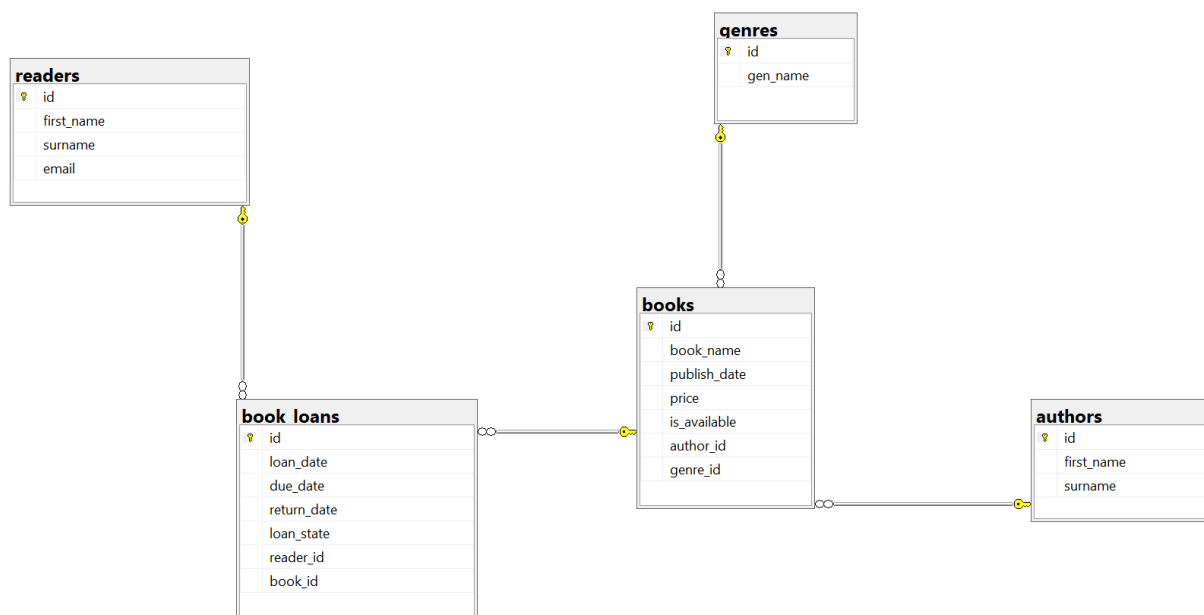 readers
id
first_name
surname
email
genres
id
gen_name
books
id
book_name
publish_date
price
is_available
author_id
genre_id
book_loans
id
loan_date
due_date
return_date
loan_state
reader_id
book_id
authors
id
first_name
surname